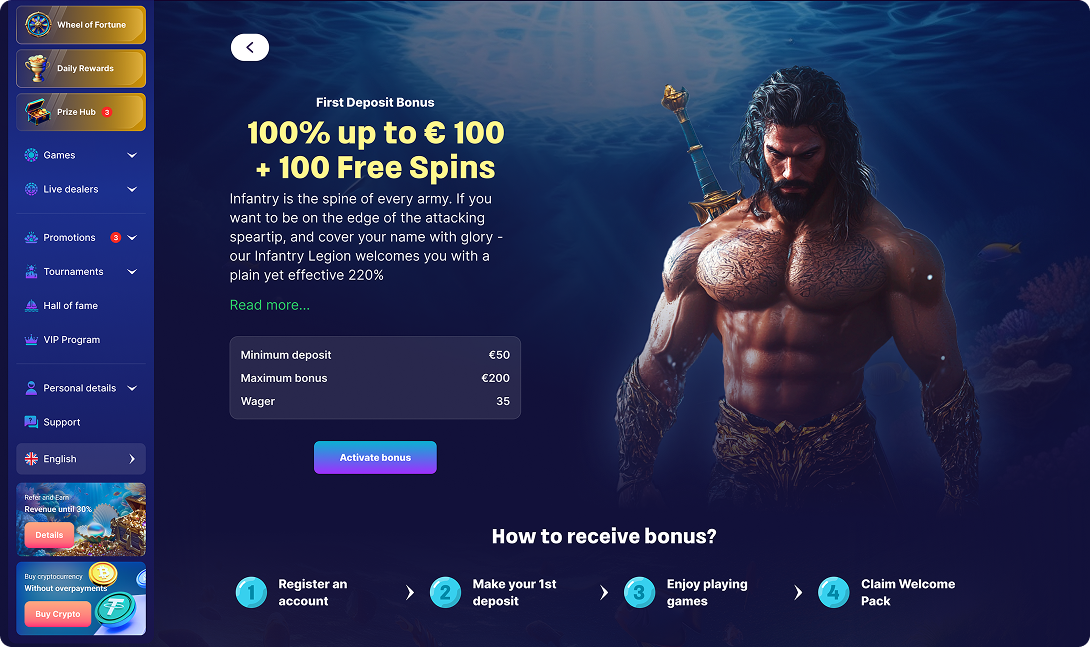 Wheel of Fortune
Daily Rewards
Prize Hub 3
Games
Live dealers
Promotions 3
Tournaments
Hall of fame
VIP Program
Personal details
Support
English
Refer and Earn
Revenue until 30%
Details
Buy cryptocurrency
Without overpayments
Buy Crypto
First Deposit Bonus
100% up to € 100
+ 100 Free Spins
Infantry is the spine of every army. If you
want to be on the edge of the attacking
speartip, and cover your name with glory -
our Infantry Legion welcomes you with a
plain yet effective 220%
Read more...
Minimum deposit €50
Maximum bonus €200
Wager 35
Activate bonus
How to receive bonus?
1 Register an
account
2 Make your 1st
deposit
3 Enjoy playing
games
4 Claim Welcome
Pack